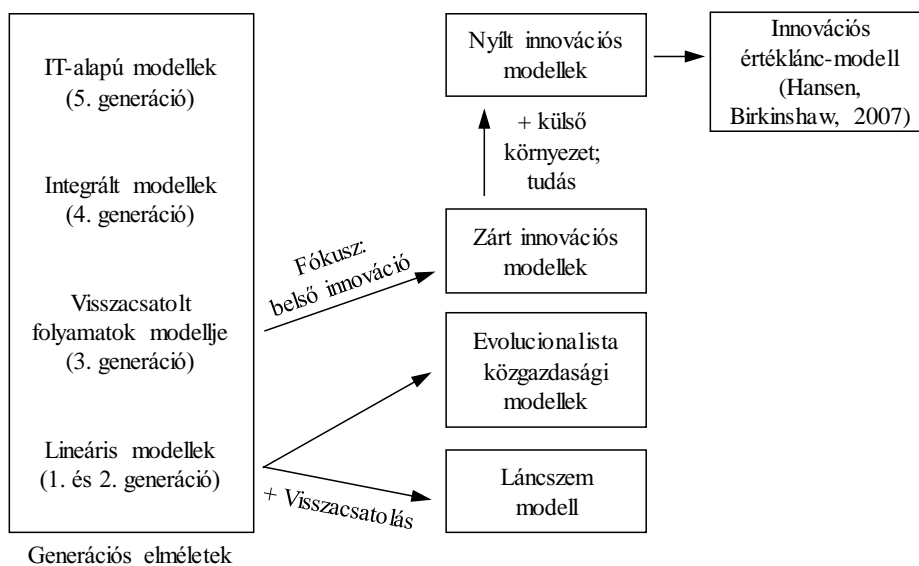 IT-alapú modellek
(5. generáció)
Integrált modellek
(4. generáció)
Visszacsatolt
folyamatok modellje
(3. generáció)
Lineáris modellek
(1. és 2. generáció)
Generációs elméletek
Fókusz:
belső innováció
+ Visszacsatolás
Nyílt innovációs
modellek
+ külső
környezet;
tudás
Zárt innovációs
modellek
Evolucionalista
közgazdasági
modellek
Láncszem
modell
Innovációs
értéklánc-modell
(Hansen,
Birkinshaw, 2007)